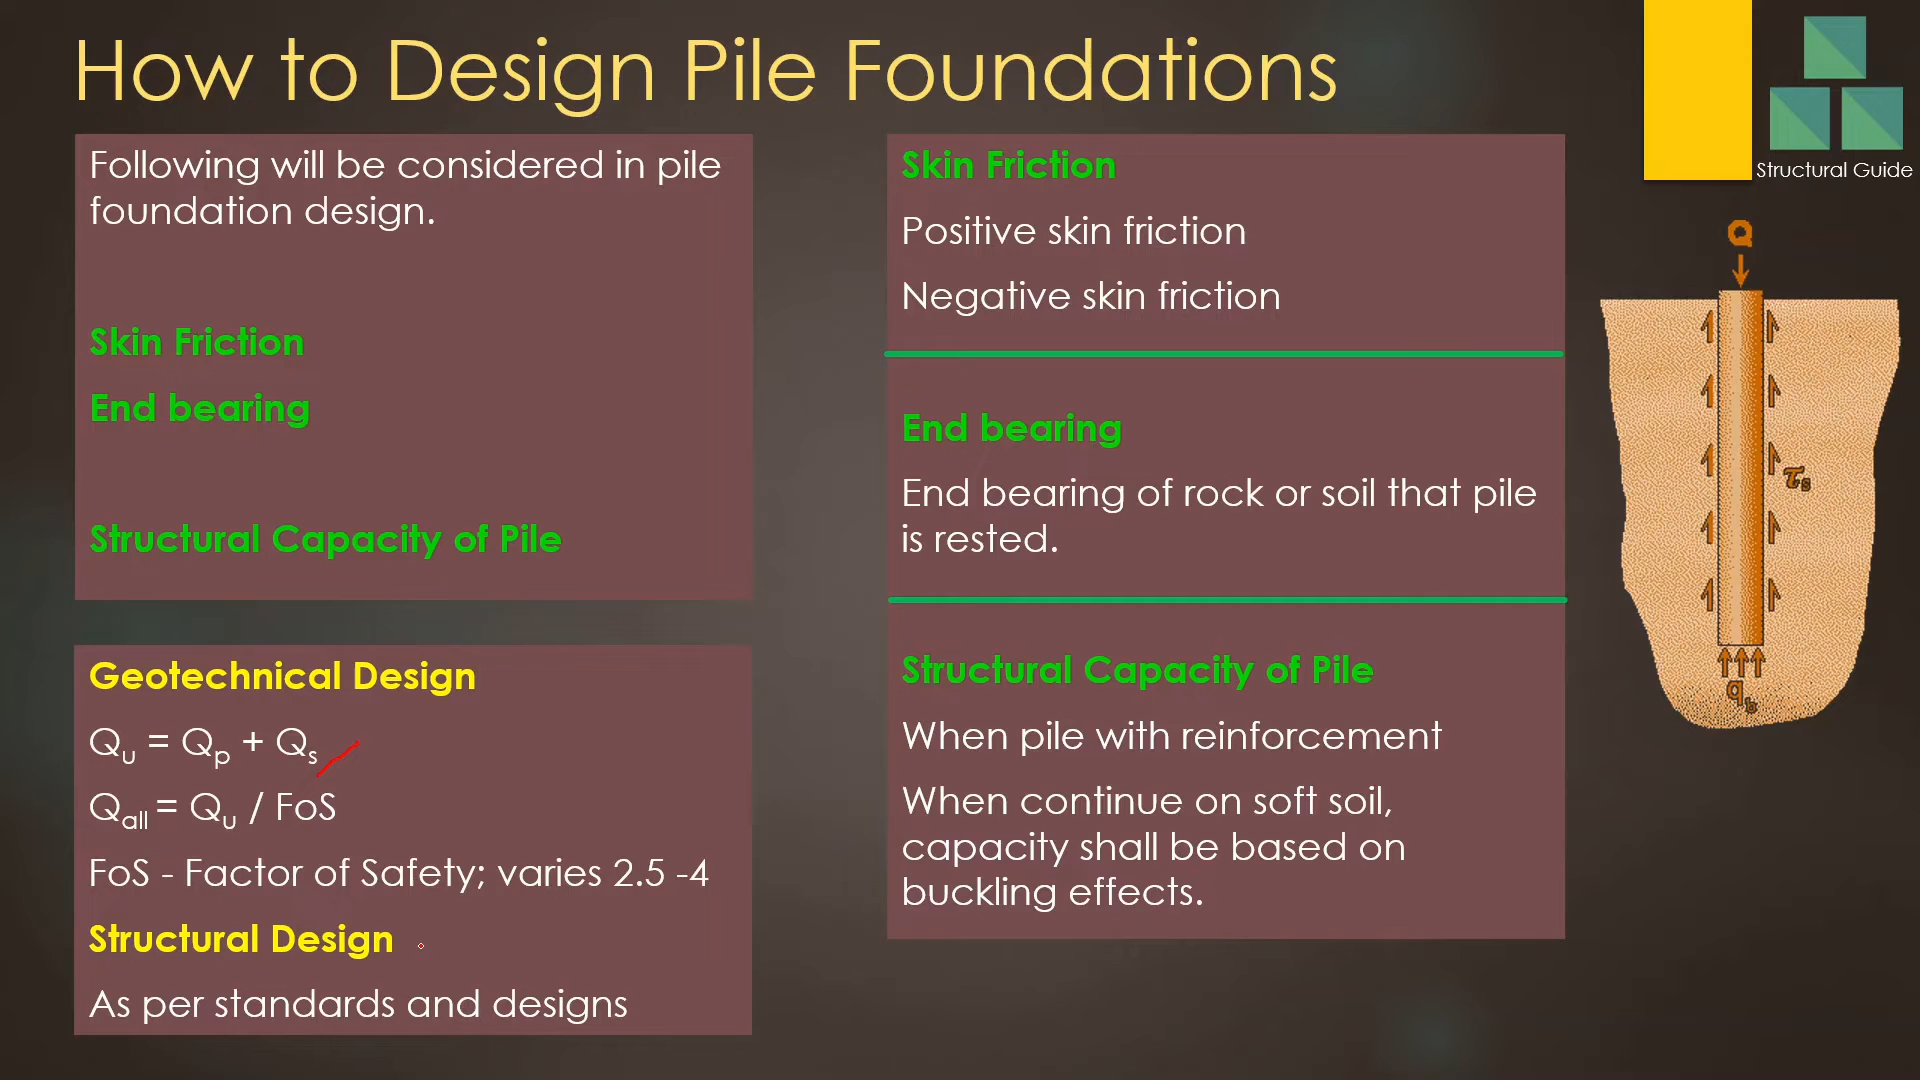 How to Design Pile Foundations
Following will be considered in pile
foundation design.
Skin Friction
End bearing
Structural Capacity of Pile
Geotechnical Design
Qu = Qp + Qs
Qall = Qu / FoS
FoS - Factor of Safety; varies 2.5 -4
Structural Design
As per standards and designs
Skin Friction
Positive skin friction
Negative skin friction
End bearing
End bearing of rock or soil that pile
is rested.
Structural Capacity of Pile
When pile with reinforcement
When continue on soft soil,
capacity shall be based on
buckling effects.
Structural Guide
Q
τs
qb